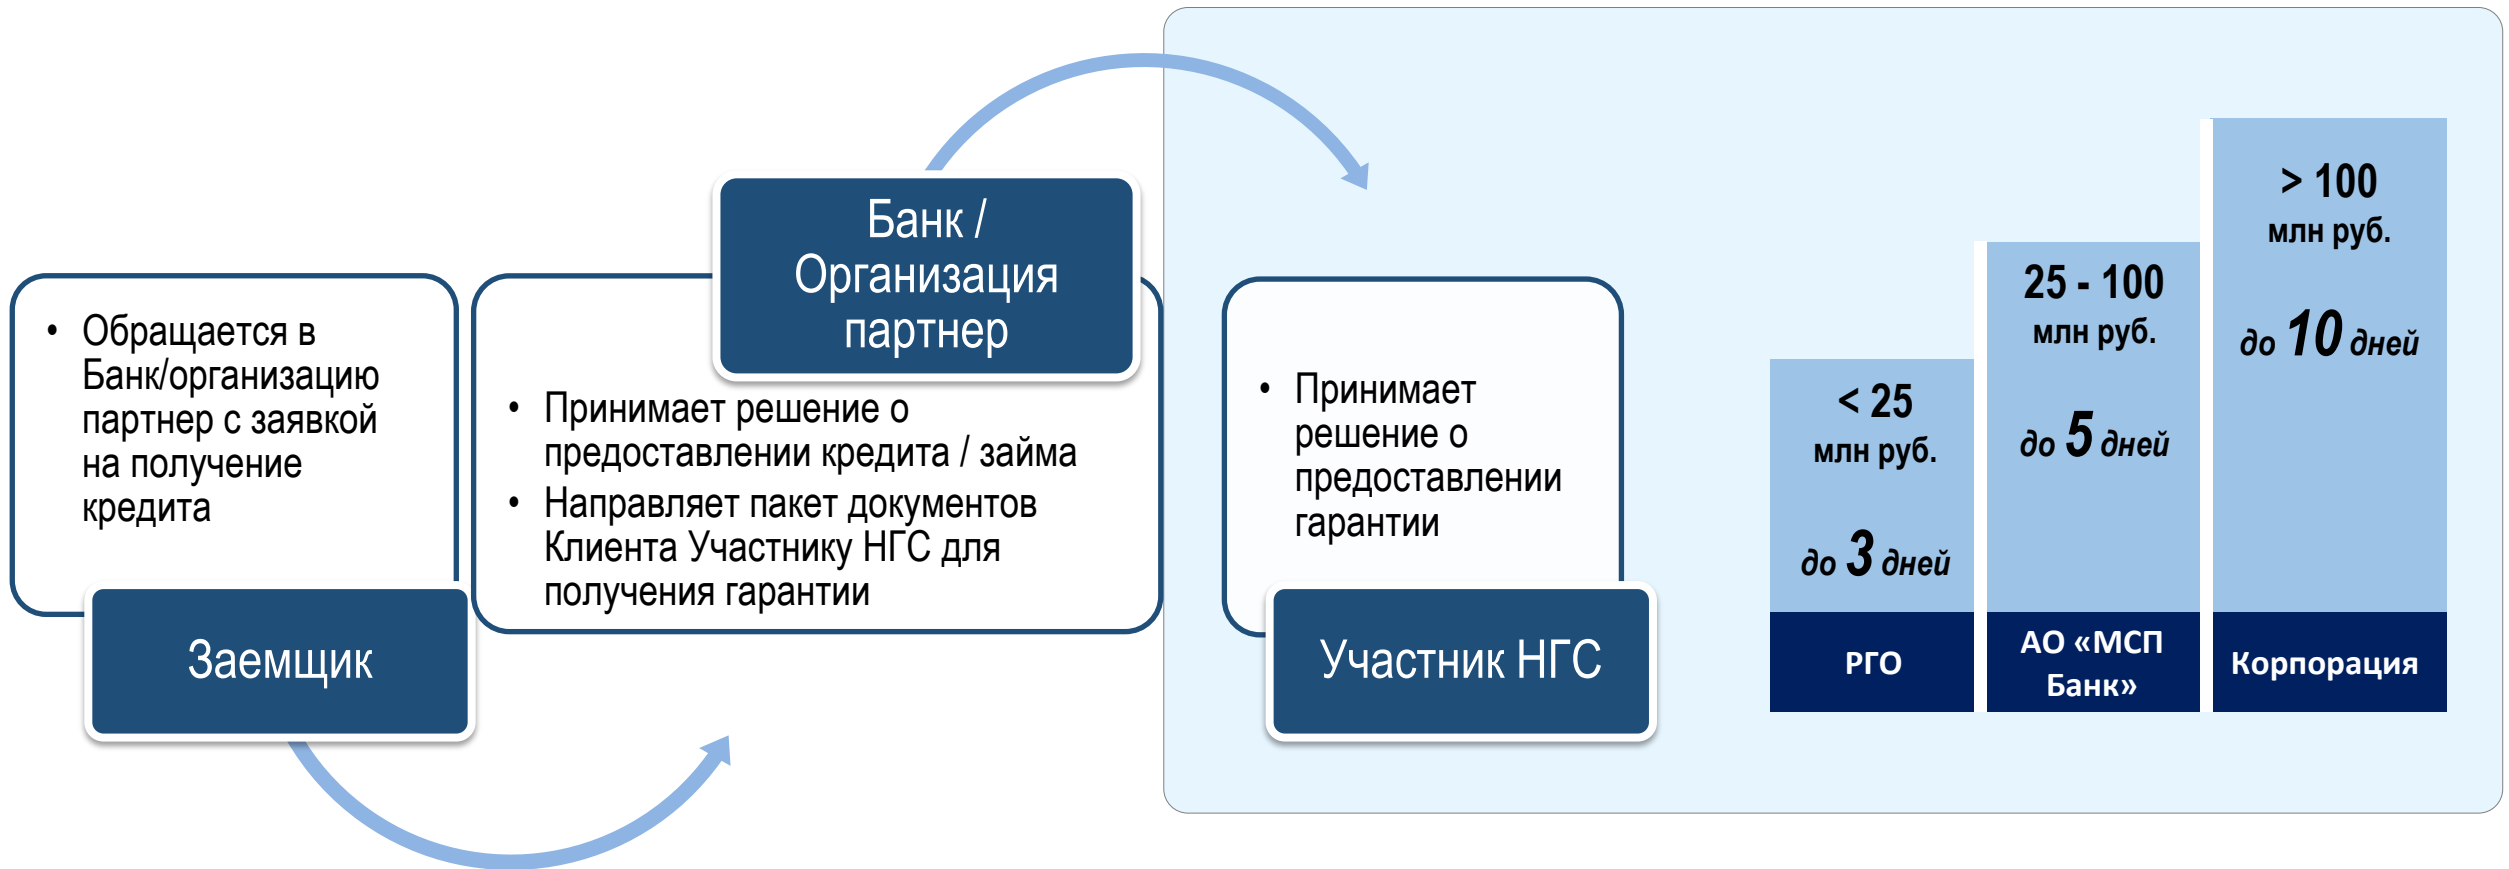 • Обращается в
Банк/организацию
партнер с заявкой
на получение
кредита
Заемщик
Банк /
Организация
партнер
• Принимает решение о
предоставлении кредита / займа
• Направляет пакет документов
Клиента Участнику НГС для
получения гарантии
• Принимает
решение о
предоставлении
гарантии
Участник НГС
< 25
млн руб.
до 3 дней
РГО
25 - 100
млн руб.
до 5 дней
АО «МСП
Банк»
> 100
млн руб.
до 10 дней
Корпорация